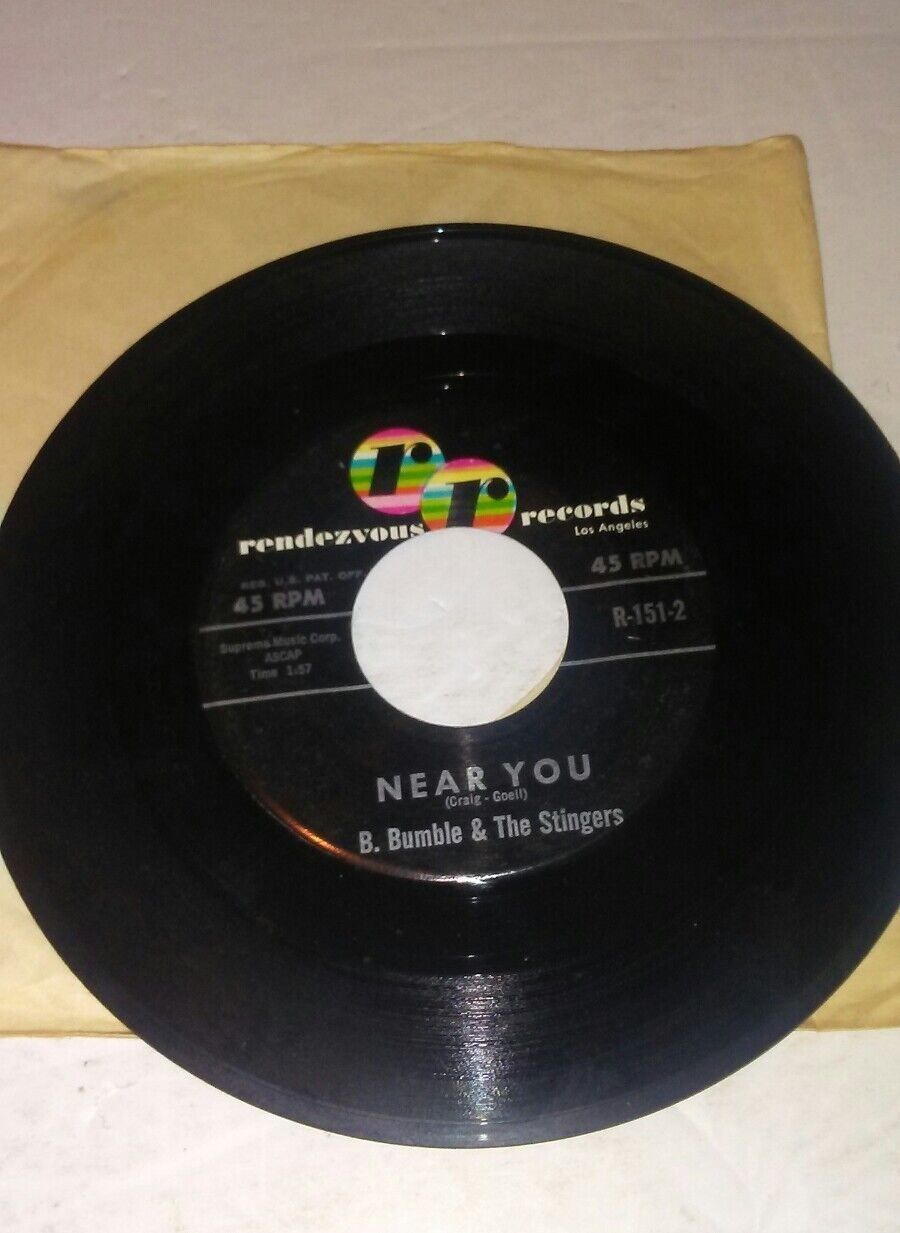 r r
rendezvous records
Los Angeles
REG. U.S. PAT. OFF.
45 RPM
45 RPM
R-151-2
Supreme Music Corp.
ASCAP
Time 1:57
NEAR YOU
(Craig - Goell)
B. Bumble & The Stingers